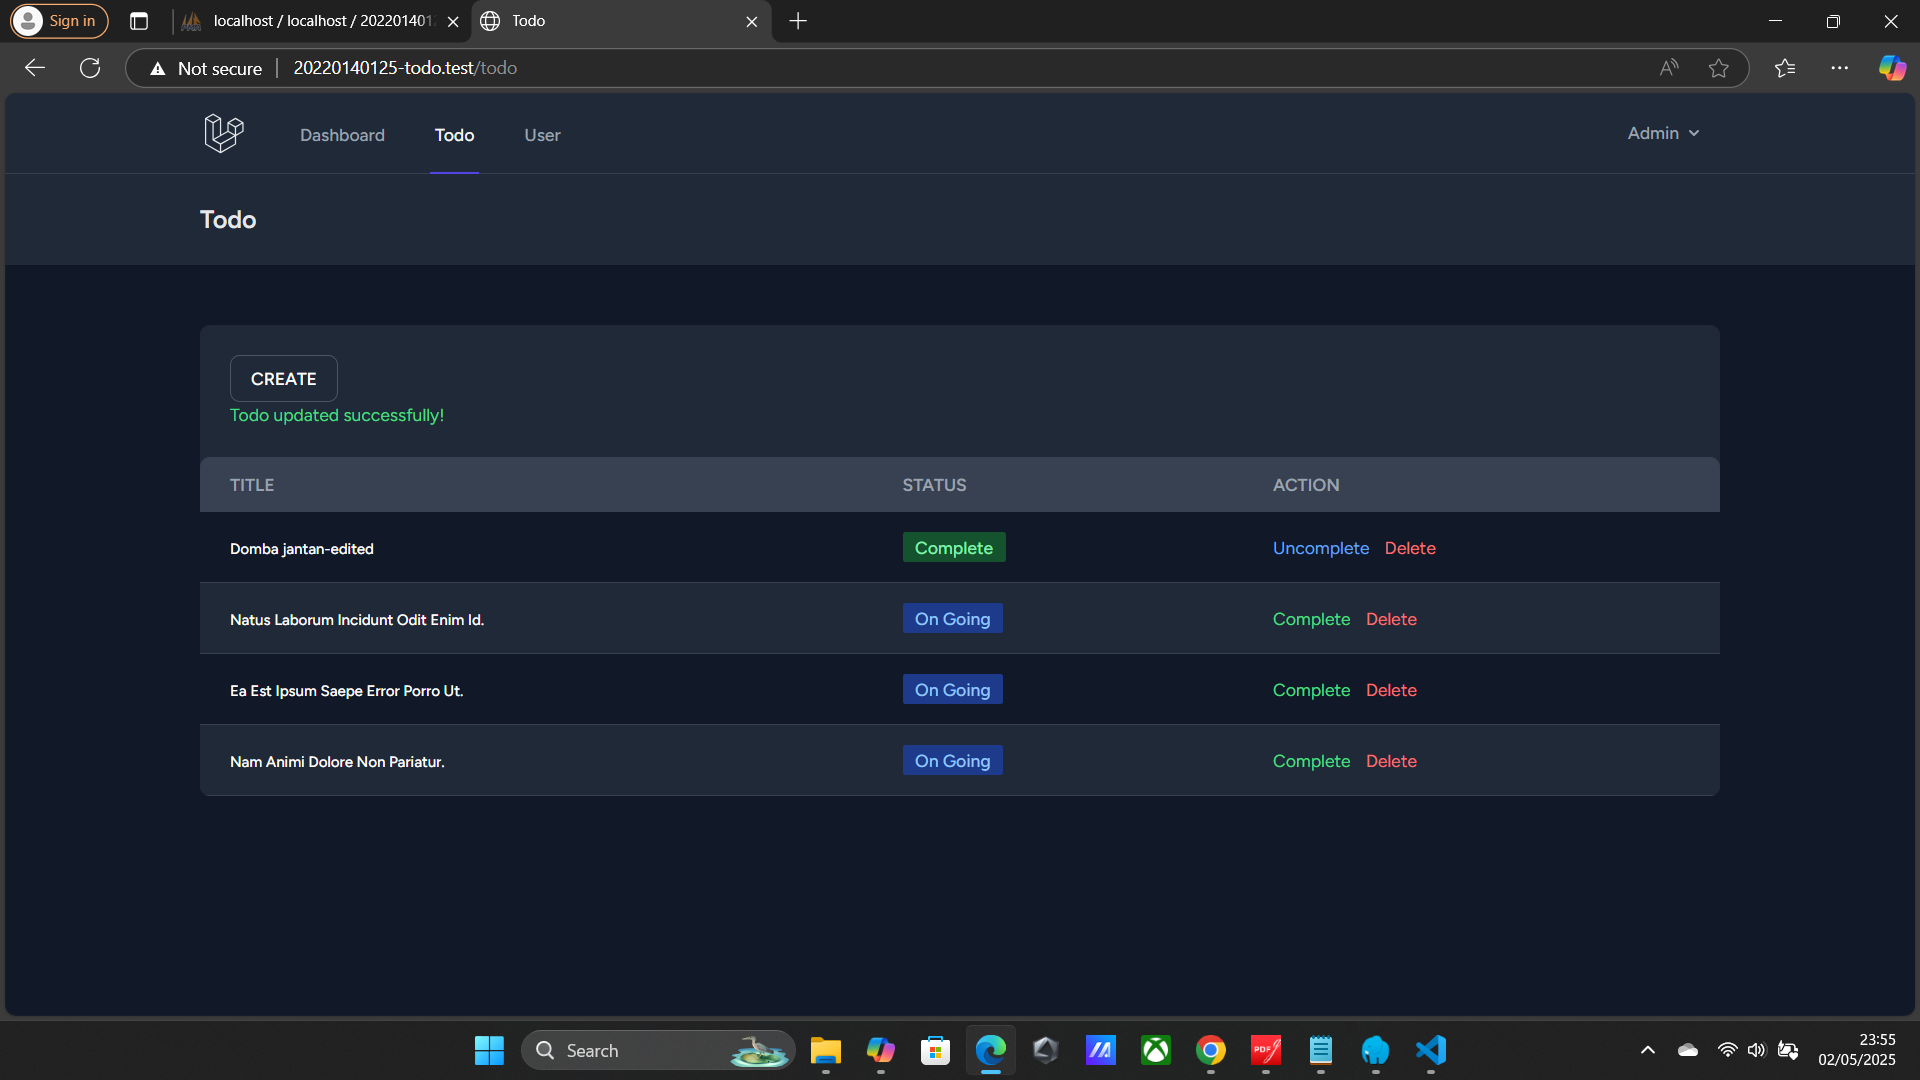 Sign in
localhost / localhost / 202201401
Todo
Not secure
20220140125-todo.test/todo
Dashboard
Todo
User
Admin
Todo
CREATE
Todo updated successfully!
TITLE STATUS ACTION
Domba jantan-edited Complete Uncomplete Delete
Natus Laborum Incidunt Odit Enim Id. On Going Complete Delete
Ea Est Ipsum Saepe Error Porro Ut. On Going Complete Delete
Nam Animi Dolore Non Pariatur. On Going Complete Delete
Search
PDF
23:55
02/05/2025